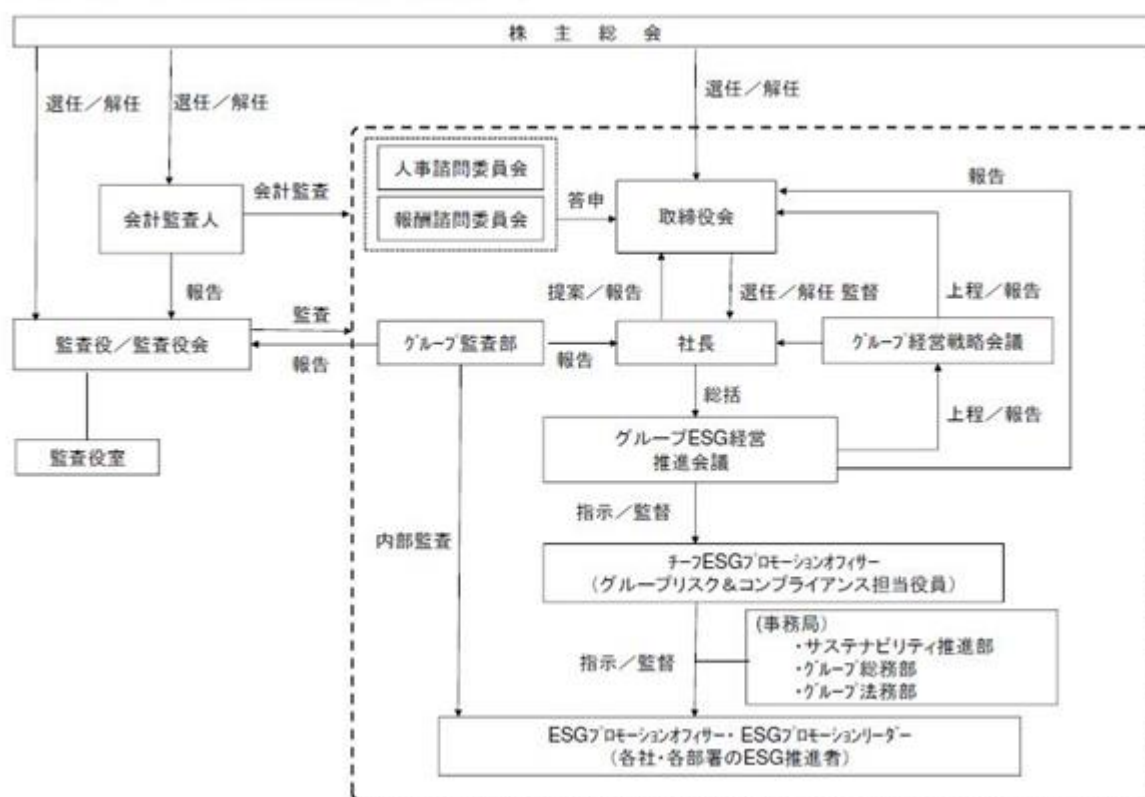 株主総会
選任／解任
選任／解任
選任／解任
人事諮問委員会
報酬諮問委員会
会計監査人
会計監査
答申
取締役会
報告
報告
提案／報告
選任／解任 監督
上程／報告
監査役／監査役会
監査
報告
グループ監査部
報告
社長
グループ経営戦略会議
総括
上程／報告
監査役室
グループESG経営
推進会議
指示／監督
内部監査
チーフESGプロモーションオフィサー
（グループリスク＆コンプライアンス担当役員）
(事務局）
・サステナビリティ推進部
・グループ総務部
・グループ法務部
指示／監督
ESGプロモーションオフィサー・ESGプロモーションリーダー
（各社・各部署のESG推進者）